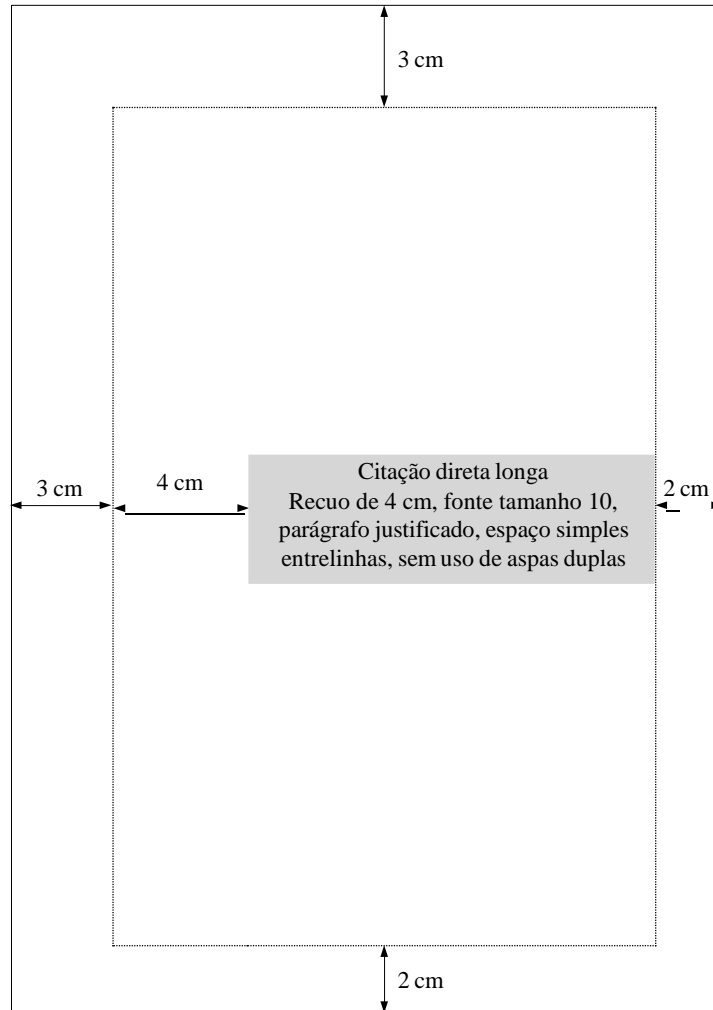 3 cm
Citação direta longa
3 cm
4 cm
2 cm
Recuo de 4 cm, fonte tamanho 10,
parágrafo justificado, espaço simples
entrelinhas, sem uso de aspas duplas
2 cm